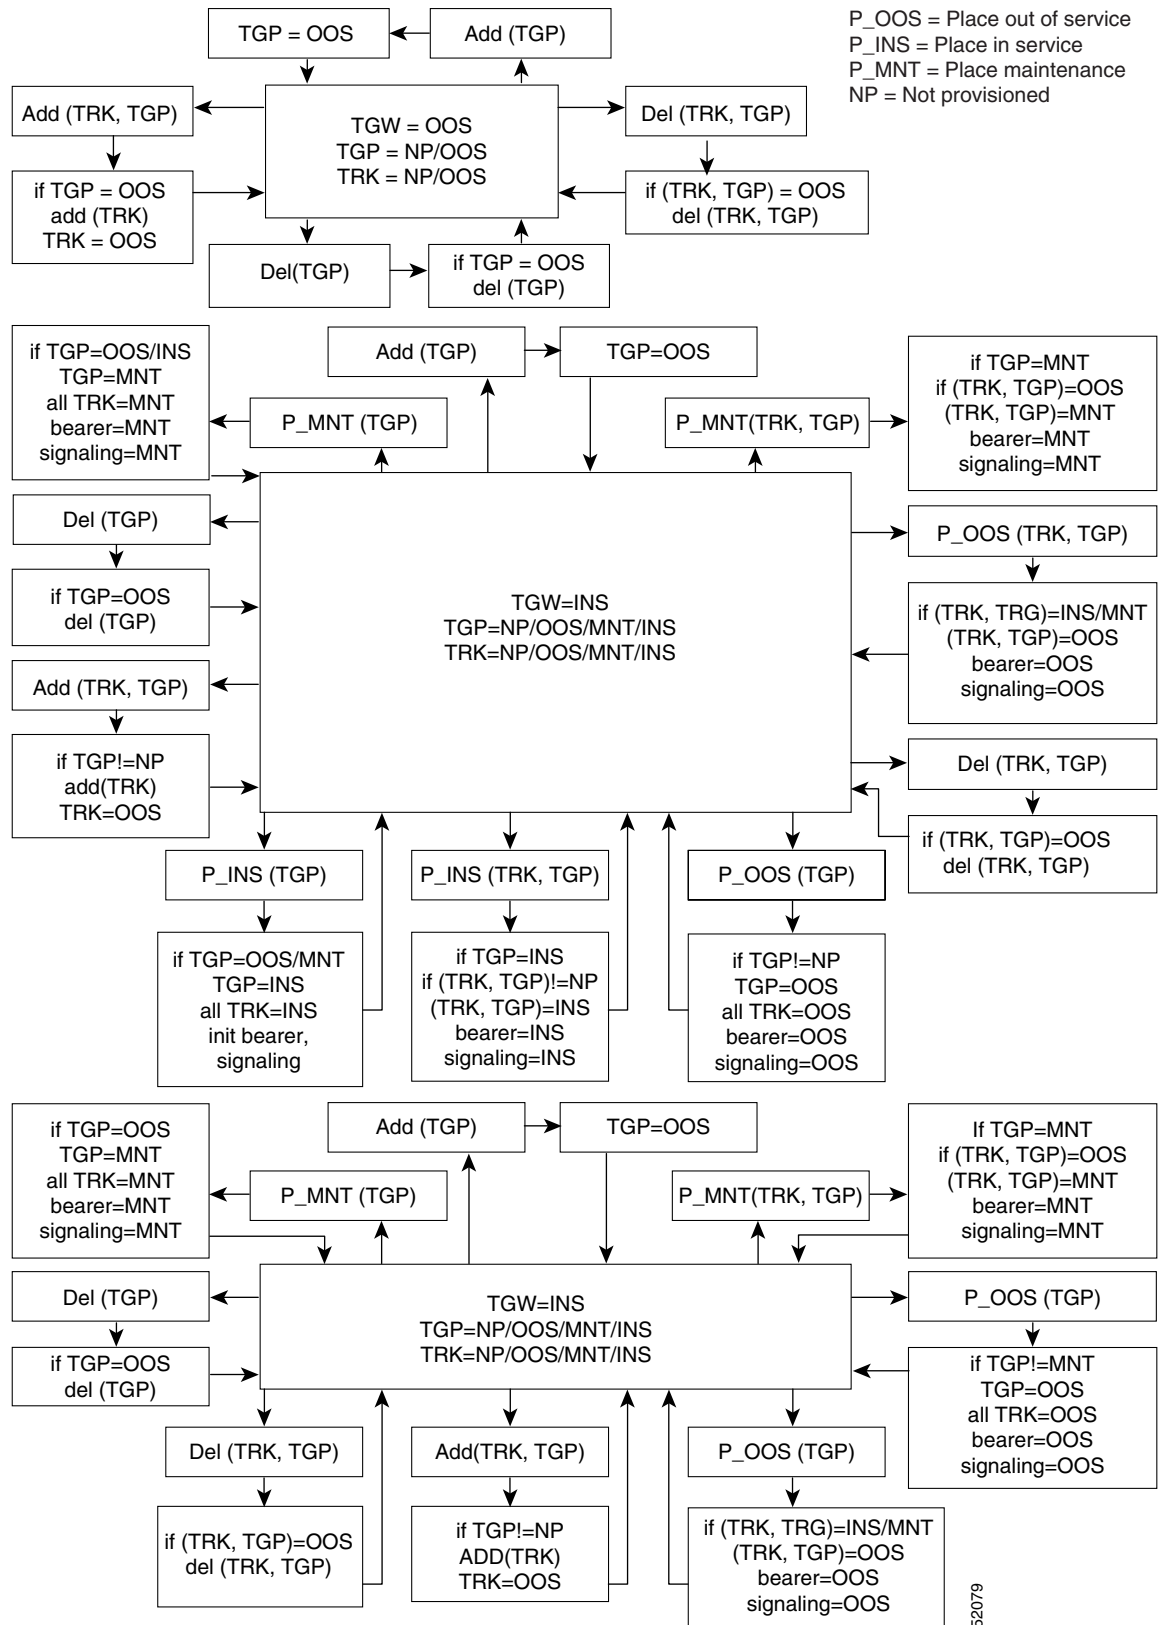 P_OOS = Place out of service
P_INS = Place in service
P_MNT = Place maintenance
NP = Not provisioned
TGP = OOS
Add (TGP)
Add (TRK, TGP)
TGW = OOS
TGP = NP/OOS
TRK = NP/OOS
Del (TRK, TGP)
if TGP = OOS
add (TRK)
TRK = OOS
if (TRK, TGP) = OOS
del (TRK, TGP)
Del(TGP)
if TGP = OOS
del (TGP)
if TGP=OOS/INS
TGP=MNT
all TRK=MNT
bearer=MNT
signaling=MNT
Add (TGP)
TGP=OOS
P_MNT (TGP)
P_MNT(TRK, TGP)
if TGP=MNT
if (TRK, TGP)=OOS
(TRK, TGP)=MNT
bearer=MNT
signaling=MNT
Del (TGP)
if TGP=OOS
del (TGP)
Add (TRK, TGP)
if TGP!=NP
add(TRK)
TRK=OOS
TGW=INS
TGP=NP/OOS/MNT/INS
TRK=NP/OOS/MNT/INS
P_OOS (TRK, TGP)
if (TRK, TRG)=INS/MNT
(TRK, TGP)=OOS
bearer=OOS
signaling=OOS
Del (TRK, TGP)
if (TRK, TGP)=OOS
del (TRK, TGP)
P_INS (TGP)
P_INS (TRK, TGP)
P_OOS (TGP)
if TGP=OOS/MNT
TGP=INS
all TRK=INS
init bearer,
signaling
if TGP=INS
if (TRK, TGP)!=NP
(TRK, TGP)=INS
bearer=INS
signaling=INS
if TGP!=NP
TGP=OOS
all TRK=OOS
bearer=OOS
signaling=OOS
if TGP=OOS
TGP=MNT
all TRK=MNT
bearer=MNT
signaling=MNT
Add (TGP)
TGP=OOS
P_MNT (TGP)
P_MNT(TRK, TGP)
If TGP=MNT
if (TRK, TGP)=OOS
(TRK, TGP)=MNT
bearer=MNT
signaling=MNT
Del (TGP)
if TGP=OOS
del (TGP)
TGW=INS
TGP=NP/OOS/MNT/INS
TRK=NP/OOS/MNT/INS
P_OOS (TGP)
if TGP!=MNT
TGP=OOS
all TRK=OOS
bearer=OOS
signaling=OOS
Del (TRK, TGP)
Add(TRK, TGP)
P_OOS (TGP)
if (TRK, TGP)=OOS
del (TRK, TGP)
if TGP!=NP
ADD(TRK)
TRK=OOS
if (TRK, TRG)=INS/MNT
(TRK, TGP)=OOS
bearer=OOS
signaling=OOS
52079